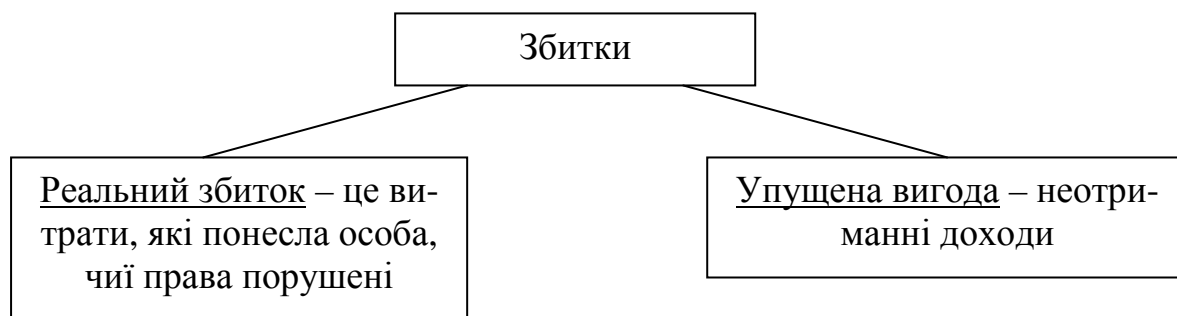 Збитки
Реальний збиток – це ви-
трати, які понесла особа,
чиї права порушені
Упущена вигода – неотри-
манні доходи